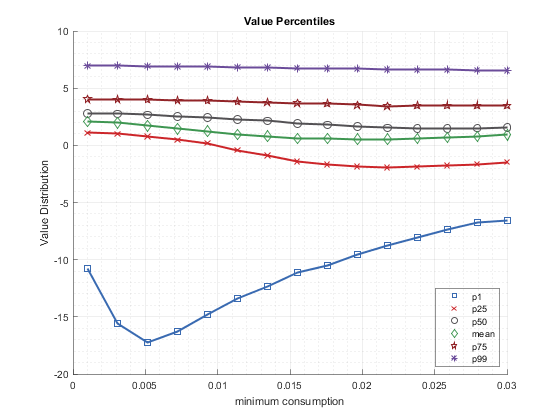 Value Percentiles
10
5
0
-5
-10
-15
-20
Value Distribution
0
0.005
0.01
0.015
0.02
0.025
0.03
minimum consumption
p1
p25
p50
mean
p75
p99